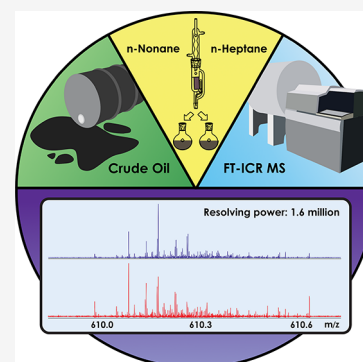 n-Nonane
n-Heptane
Crude Oil
FT-ICR MS
Resolving power: 1.6 million
610.0
610.3
610.6
m/z